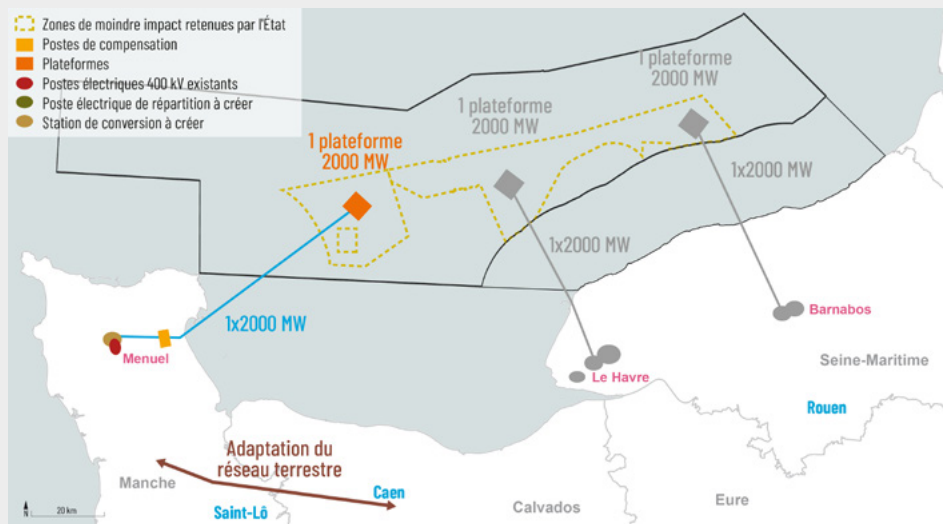 Zones de moindre impact retenues par l'État
Postes de compensation
Plateformes
Postes électriques 400 kV existants
Poste électrique de répartition à créer
Station de conversion à créer
1 plateforme
2000 MW
1 plateforme
2000 MW
1 plateforme
2000 MW
1x2000 MW
1x2000 MW
1x2000 MW
Barnabos
Menuel
Seine-Maritime
Le Havre
Rouen
Adaptation du
réseau terrestre
Manche
Caen
Saint-Lô
Calvados
Eure
N
20 km